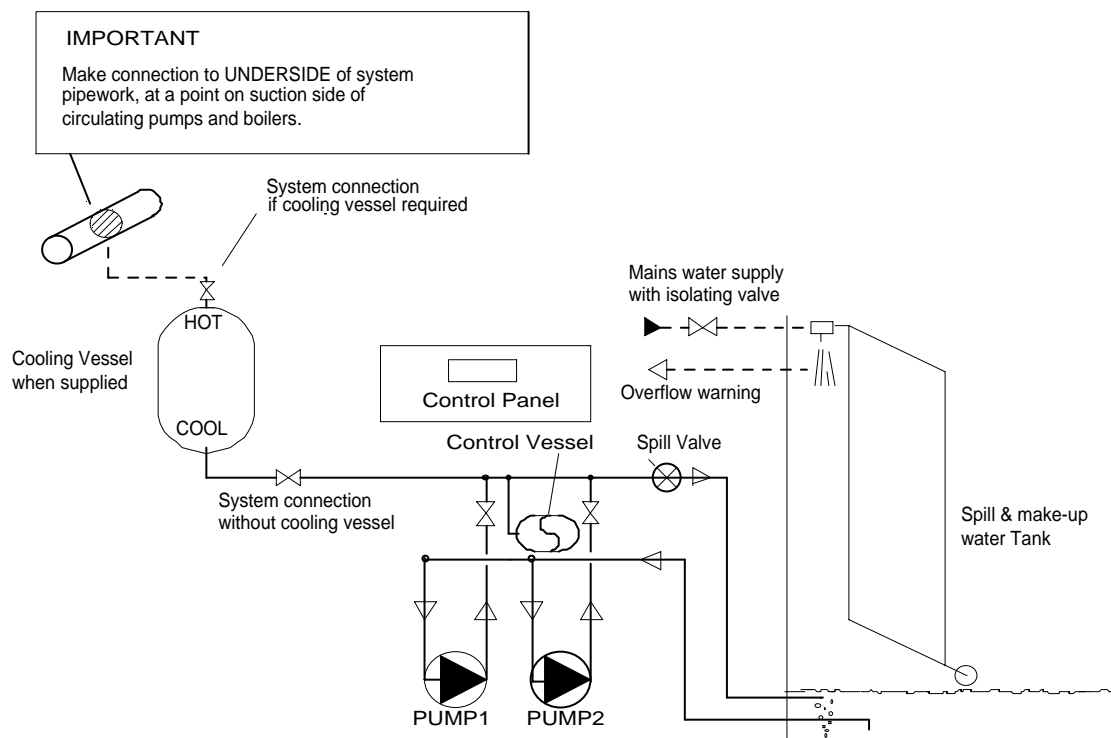 IMPORTANT
Make connection to UNDERSIDE of system
pipework, at a point on suction side of
circulating pumps and boilers.
System connection
if cooling vessel required
HOT
Cooling Vessel
when supplied
COOL
System connection
without cooling vessel
Control Panel
Control Vessel
Spill Valve
Mains water supply
with isolating valve
Overflow warning
Spill & make-up
water Tank
PUMP1
PUMP2